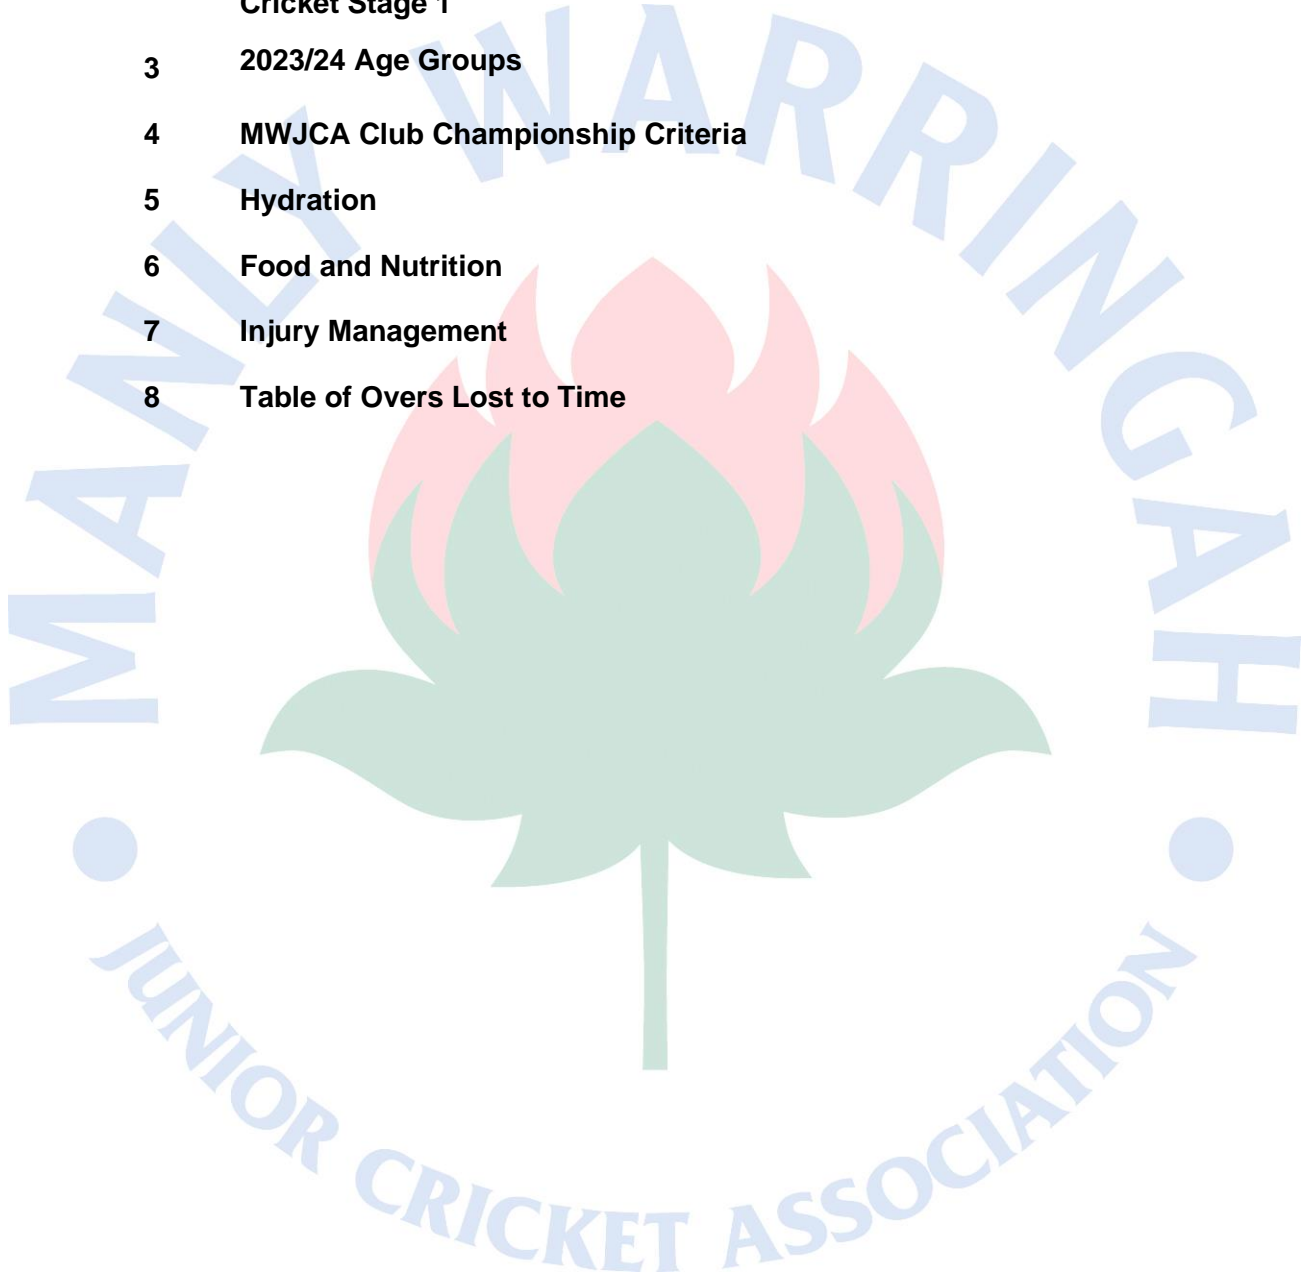 Cricket Stage 1
3 2023/24 Age Groups
4 MWJCA Club Championship Criteria
5 Hydration
6 Food and Nutrition
7 Injury Management
8 Table of Overs Lost to Time
MANLY WARRINGAH
JUNIOR CRICKET ASSOCIATION